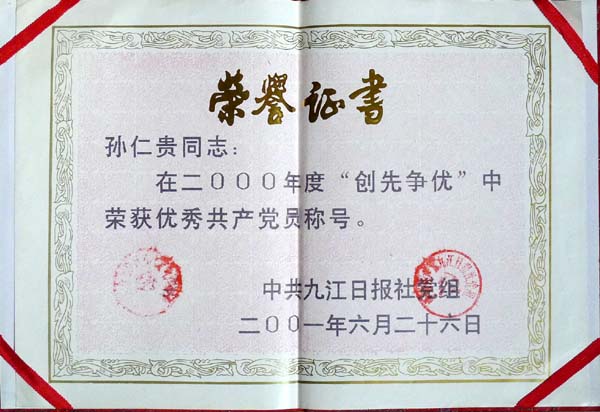 荣誉证书
孙仁贵同志：
在二〇〇〇年度“创先争优”中
荣获优秀共产党员称号。
中共九江日报社党组
二〇〇一年六月二十六日